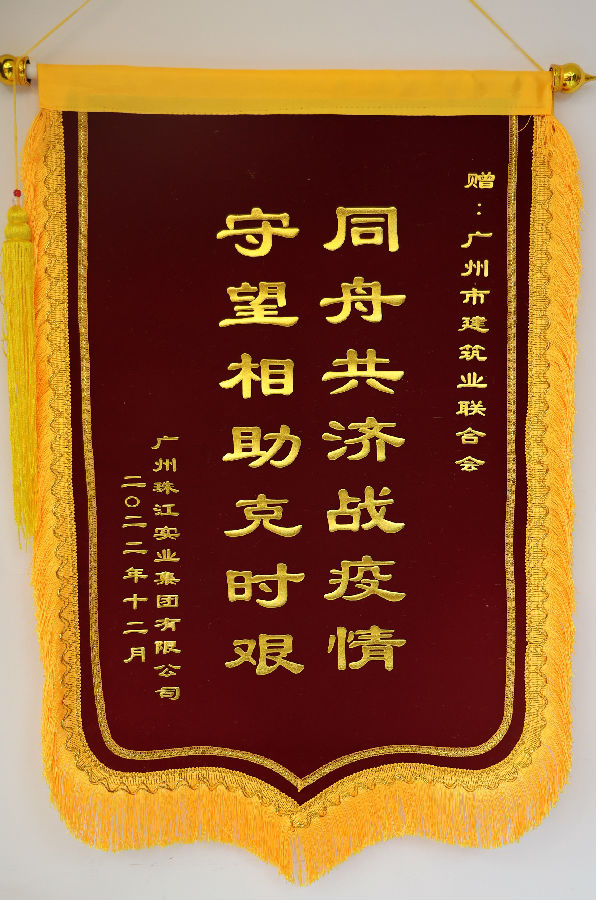 赠：广州市建筑业联合会
同舟共济战疫情
守望相助克时艰
广州珠江实业集团有限公司
二〇二二年十二月